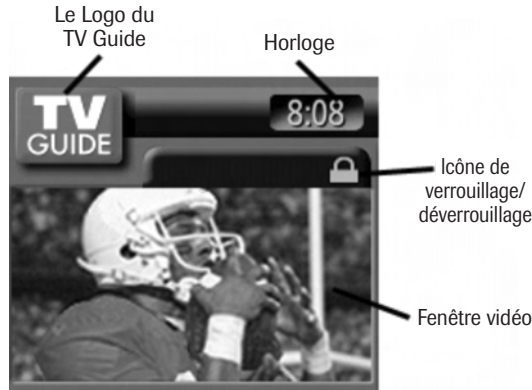 Le Logo du
TV Guide
Horloge
TV
GUIDE
8:08
Icône de
verrouillage/
déverrouillage
Fenêtre vidéo